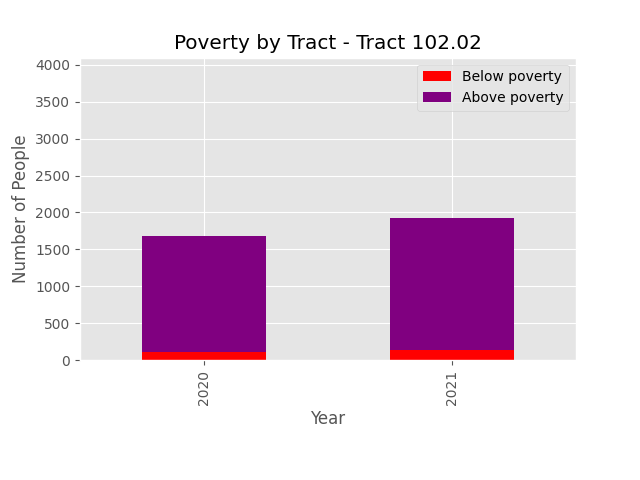 Poverty by Tract - Tract 102.02
Below poverty
Above poverty
4000
3500
3000
2500
2000
1500
1000
500
0
Number of People
2020
2021
Year